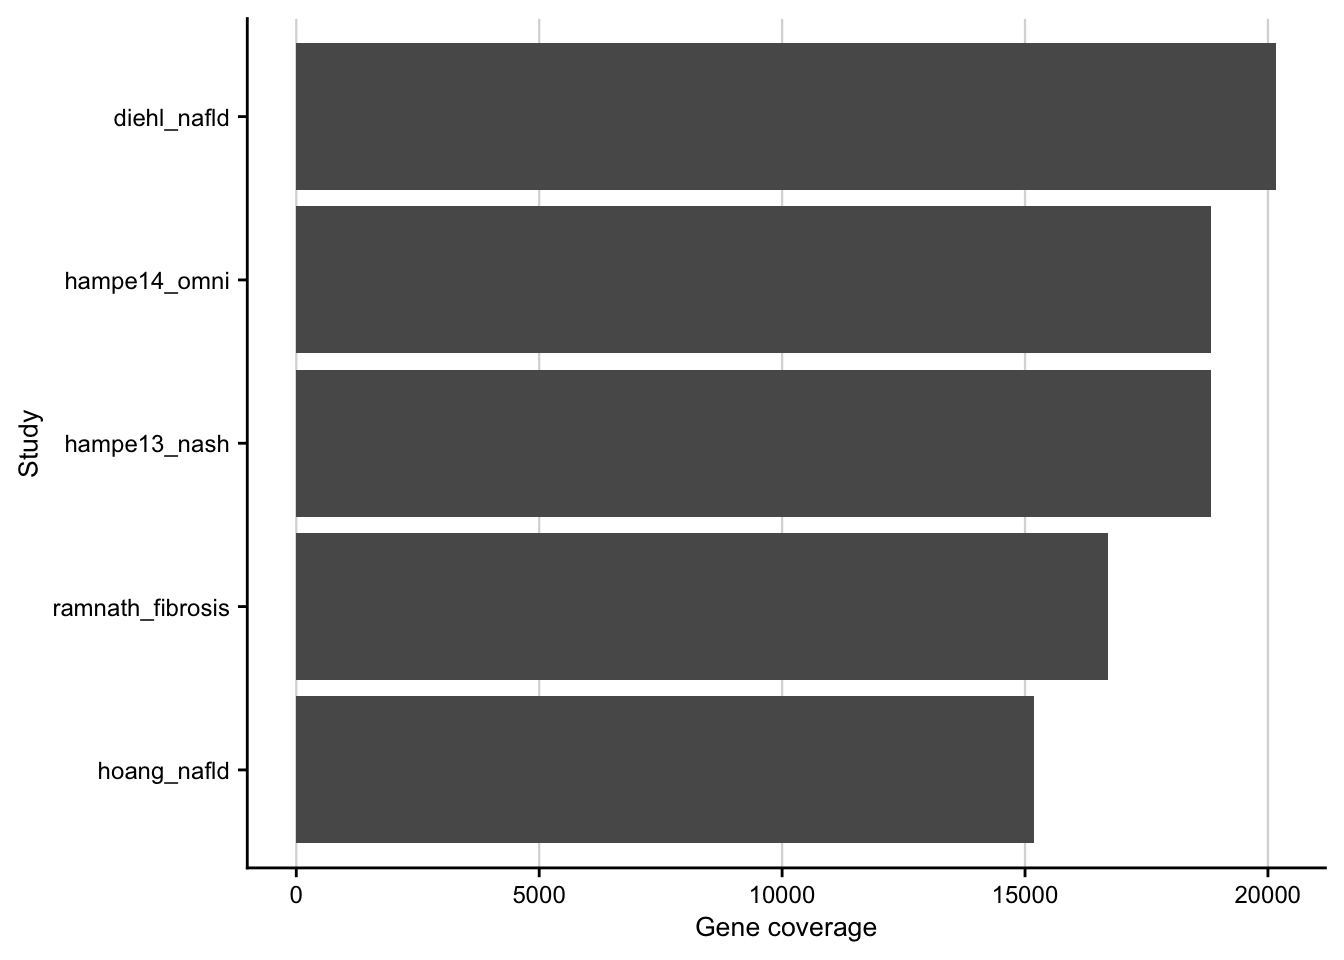 diehl_nafld
hampe14_omni
hampe13_nash
ramnath_fibrosis
hoang_nafld
Study
0 5000 10000 15000 20000
Gene coverage